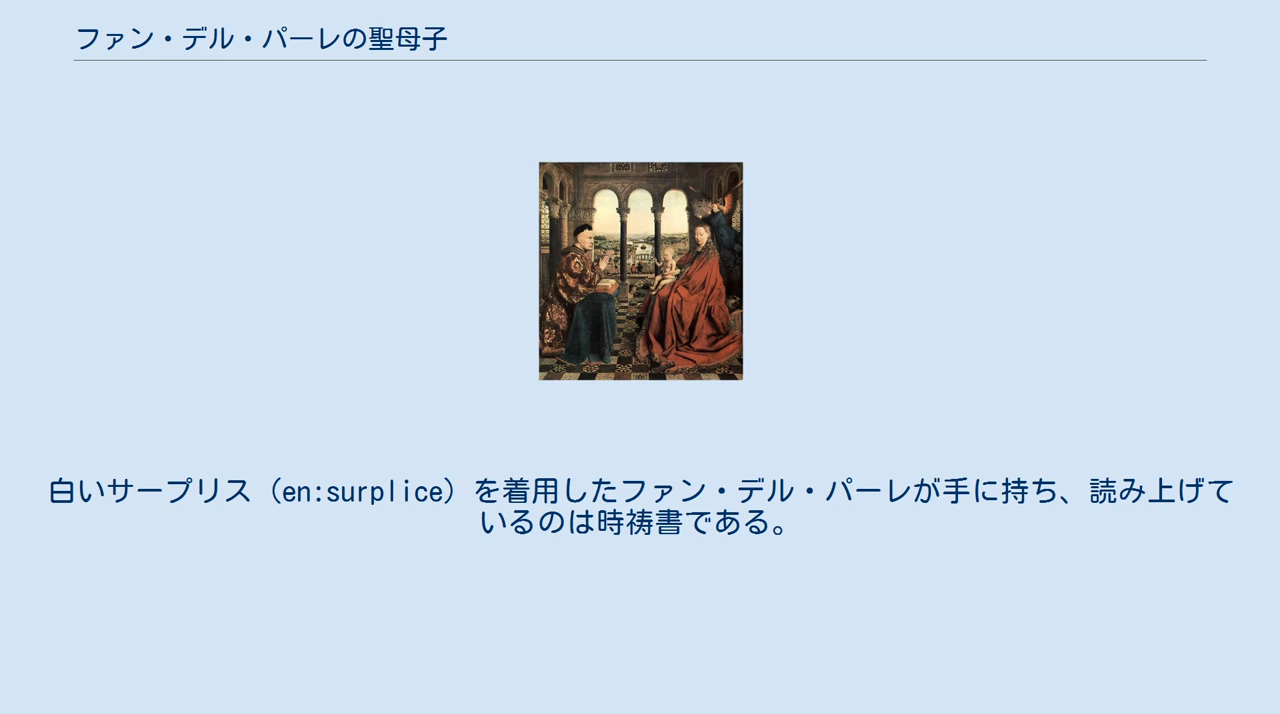 ファン・デル・パーレの聖母子
白いサープリス（en:surplice）を着用したファン・デル・パーレが手に持ち、読み上げて
いるのは時祷書である。